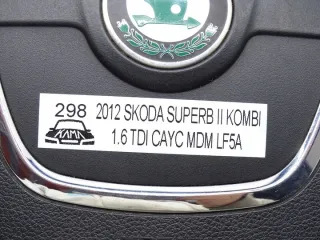 298
KAMA
2012 SKODA SUPERB II KOMBI
1.6 TDI CAYC MDM LF5A